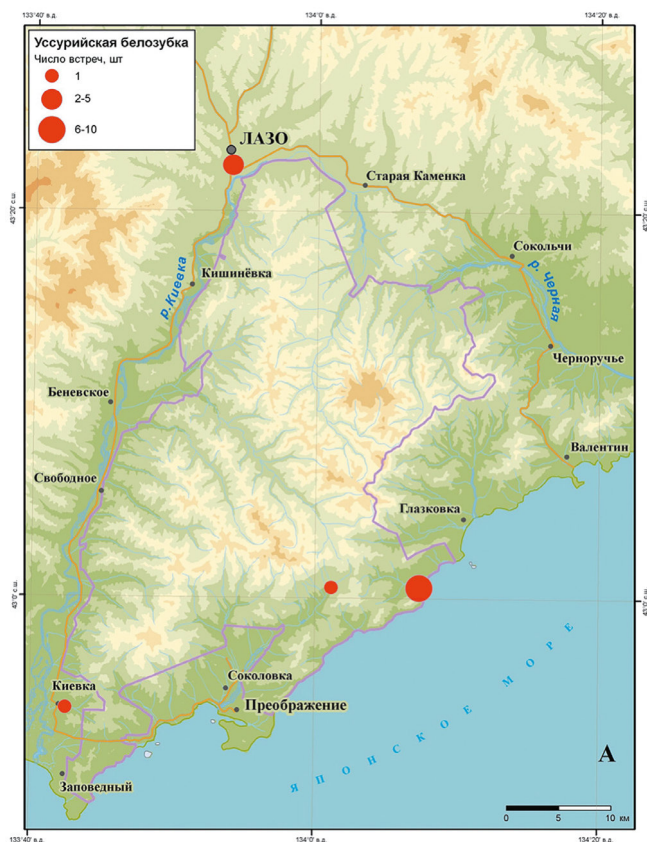 133°40' в.д.
134°0' в.д.
134°20' в.д.
Уссурийская белозубка
Число встреч, шт
1
2-5
6-10
ЛАЗО
Старая Каменка
43°20' с.ш.
43°20' с.ш.
Сокольчи
р. Черная
р.Киевка
Кишинёвка
Черноручье
Беневское
Валентин
Свободное
Глазковка
43°0' с.ш.
43°0' с.ш.
Киевка
Соколовка
Преображение
ЯПОНСКОЕ МОРЕ
А
Заповедный
0 5 10
км
133°40' в.д.
134°0' в.д.
134°20' в.д.